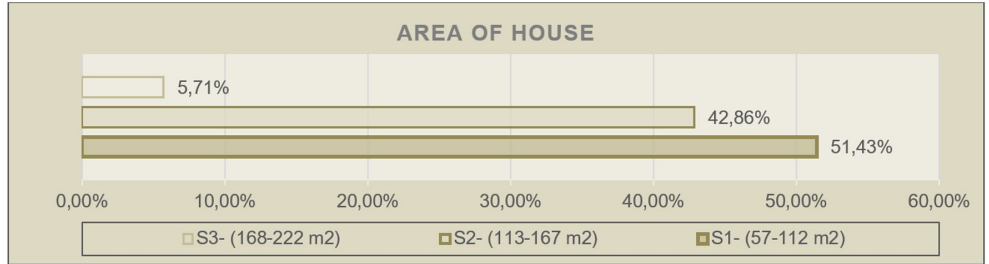 AREA OF HOUSE
5,71%
42,86%
51,43%
0,00% 10,00% 20,00% 30,00% 40,00% 50,00% 60,00%
S3- (168-222 m2) S2- (113-167 m2) S1- (57-112 m2)